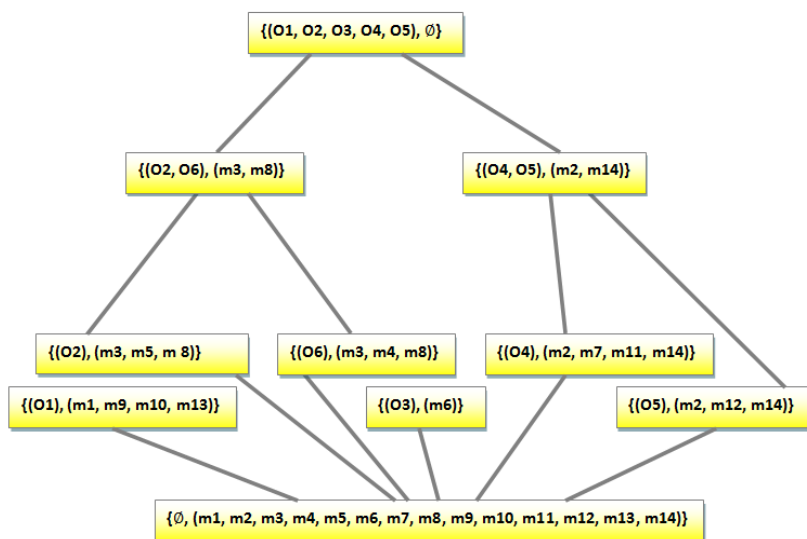 {(O1, O2, O3, O4, O5), ∅}
{(O2, O6), (m3, m8)}
{(O4, O5), (m2, m14)}
{(O2), (m3, m5, m 8)}
{(O6), (m3, m4, m8)}
{(O4), (m2, m7, m11, m14)}
{(O1), (m1, m9, m10, m13)}
{(O3), (m6)}
{(O5), (m2, m12, m14)}
{∅, (m1, m2, m3, m4, m5, m6, m7, m8, m9, m10, m11, m12, m13, m14)}